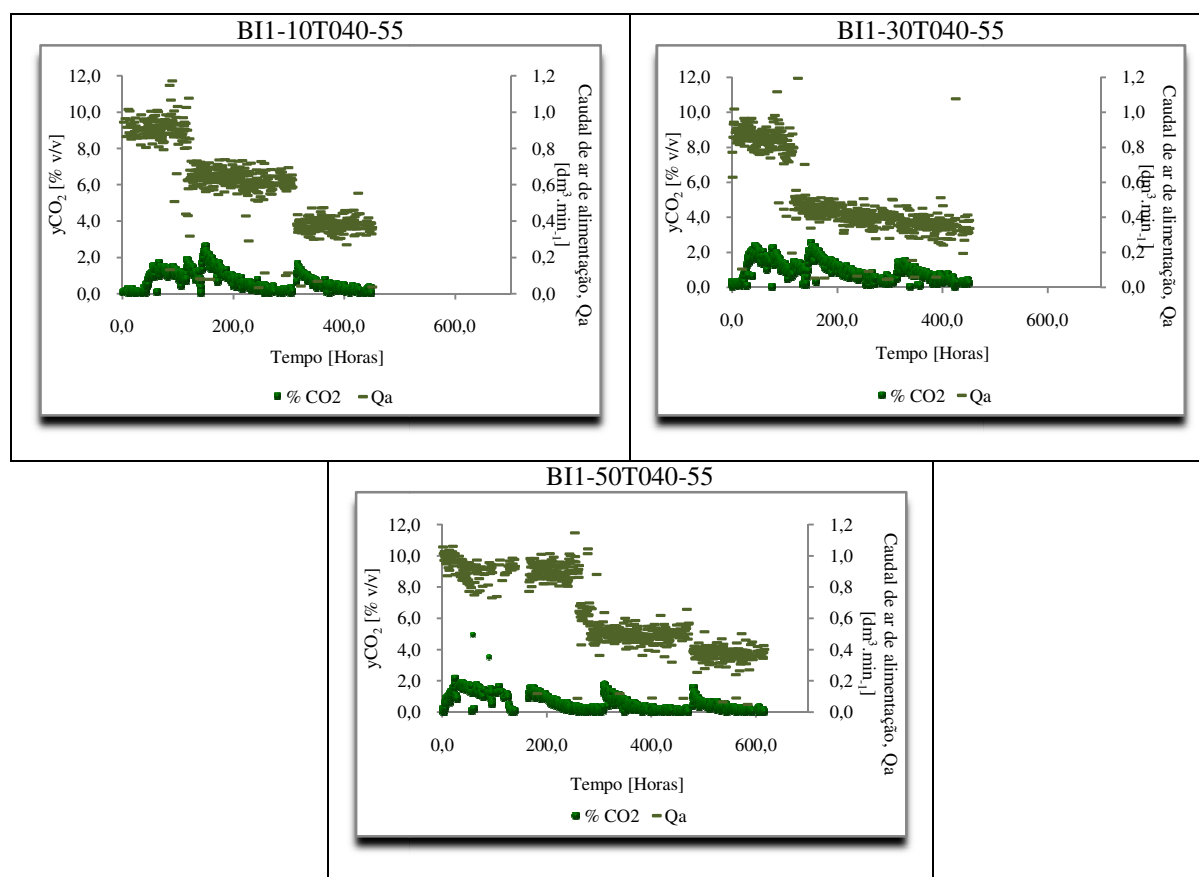 BI1-10T040-55
yCO2 [% v/v]
12,0
10,0
8,0
6,0
4,0
2,0
0,0
0,0 200,0 400,0 600,0
Tempo [Horas]
1,2
1,0
0,8
0,6
0,4
0,2
0,0
Caudal de ar de alimentação, Qa
[dm³.min-1]
% CO2 Qa
BI1-30T040-55
yCO2 [% v/v]
12,0
10,0
8,0
6,0
4,0
2,0
0,0
0,0 200,0 400,0 600,0
Tempo [Horas]
1,2
1,0
0,8
0,6
0,4
0,2
0,0
Caudal de ar de alimentação, Qa
[dm³.min-1]
% CO2 Qa
BI1-50T040-55
yCO2 [% v/v]
12,0
10,0
8,0
6,0
4,0
2,0
0,0
0,0 200,0 400,0 600,0
Tempo [Horas]
1,2
1,0
0,8
0,6
0,4
0,2
0,0
Caudal de ar de alimentação, Qa
[dm³.min-1]
% CO2 Qa